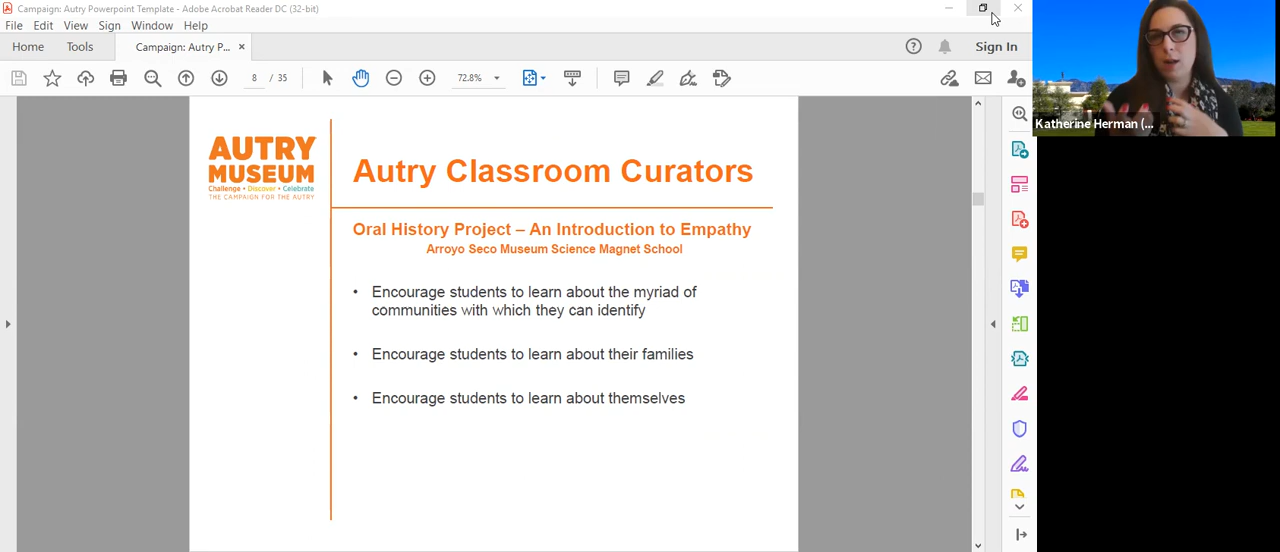 Campaign: Autry Powerpoint Template - Adobe Acrobat Reader DC (32-bit)
File Edit View Sign Window Help
Home Tools Campaign: Autry P... ×
Sign In
8 / 35
72.8%
Katherine Herman (...
AUTRY
MUSEUM
Challenge • Discover • Celebrate
THE CAMPAIGN FOR THE AUTRY
Autry Classroom Curators
Oral History Project – An Introduction to Empathy
Arroyo Seco Museum Science Magnet School
• Encourage students to learn about the myriad of
communities with which they can identify
• Encourage students to learn about their families
• Encourage students to learn about themselves